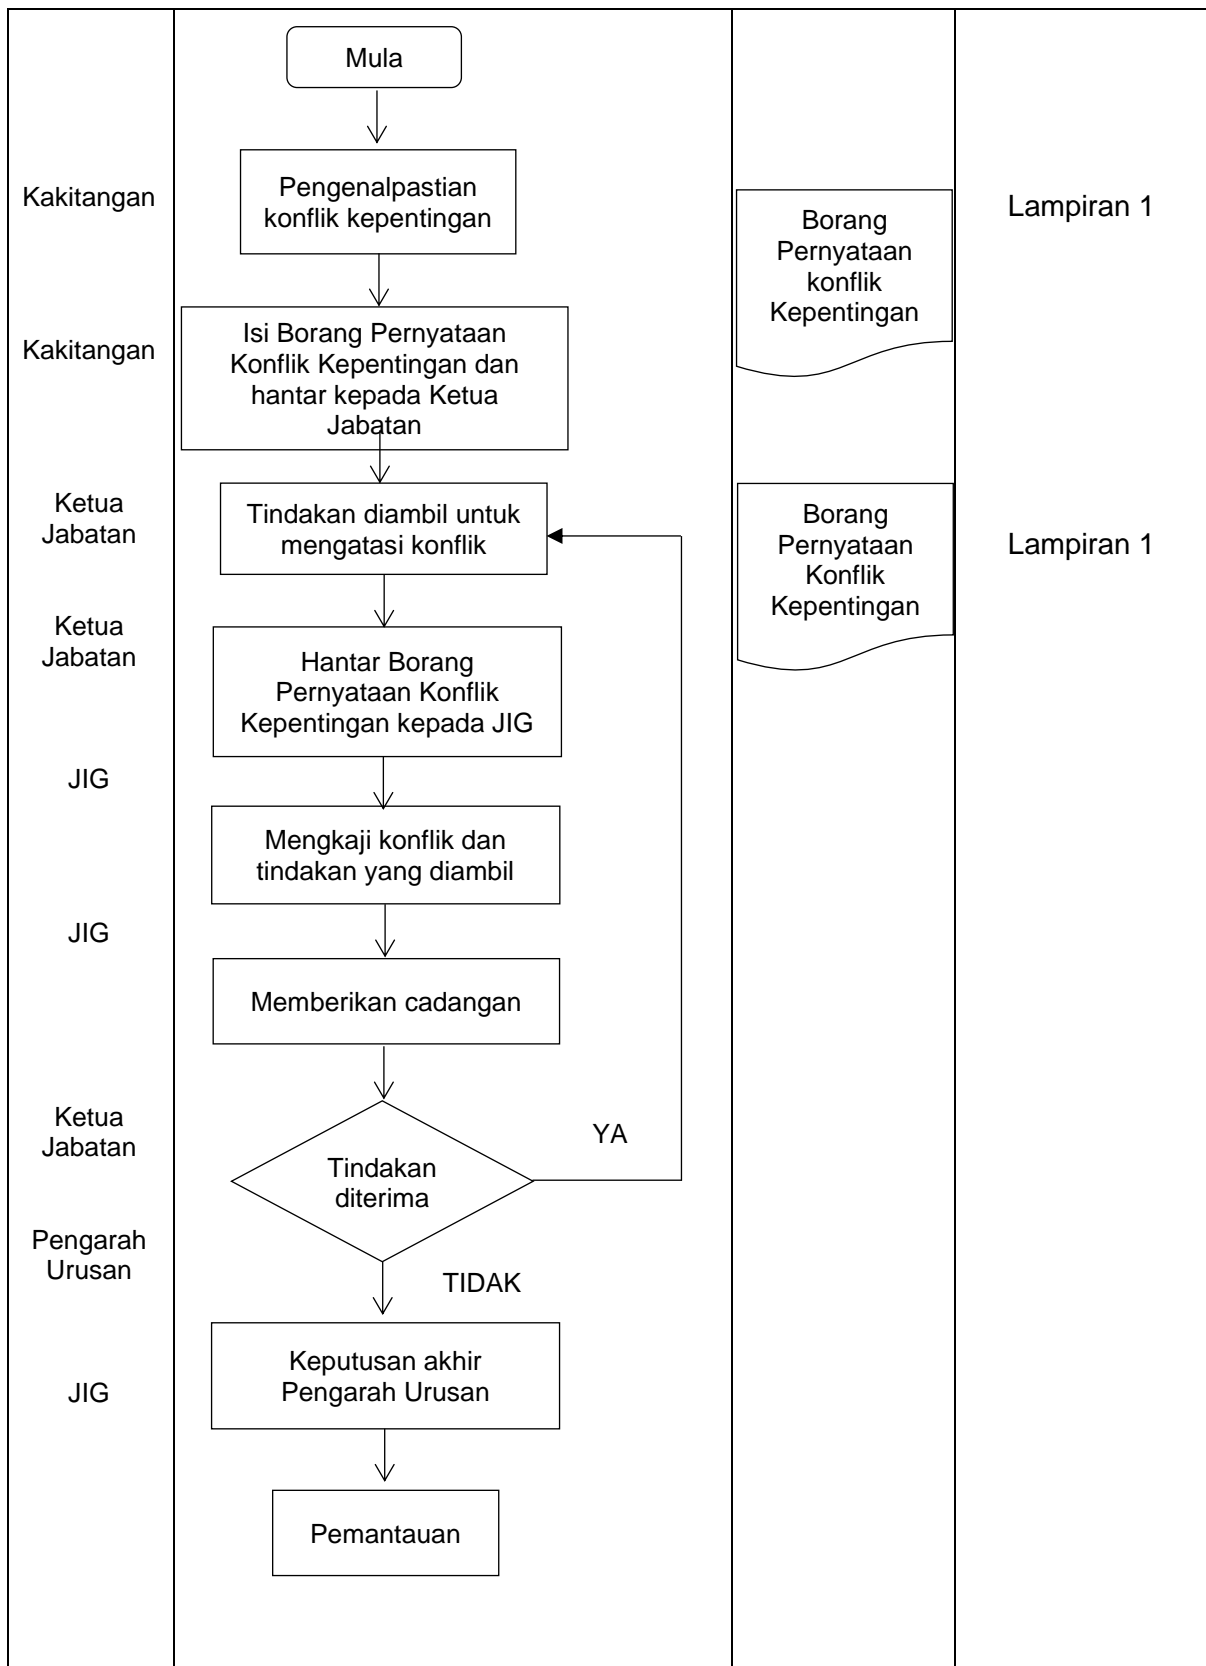 Mula
Kakitangan
Pengenalpastian
konflik kepentingan
Borang
Pernyataan
konflik
Kepentingan
Lampiran 1
Kakitangan
Isi Borang Pernyataan
Konflik Kepentingan dan
hantar kepada Ketua
Jabatan
Ketua
Jabatan
Tindakan diambil untuk
mengatasi konflik
Borang
Pernyataan
Konflik
Kepentingan
Lampiran 1
Ketua
Jabatan
Hantar Borang
Pernyataan Konflik
Kepentingan kepada JIG
JIG
Mengkaji konflik dan
tindakan yang diambil
JIG
Memberikan cadangan
Ketua
Jabatan
Tindakan
diterima
YA
Pengarah
Urusan
TIDAK
Keputusan akhir
Pengarah Urusan
JIG
Pemantauan